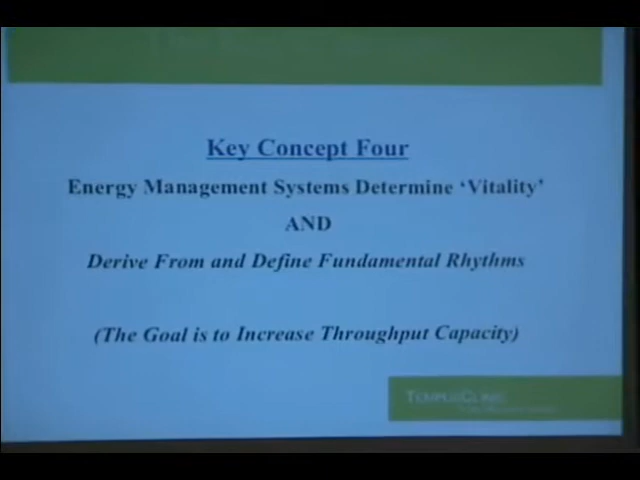 Key Concept Four
Energy Management Systems Determine ‘Vitality’
AND
Derive From and Define Fundamental Rhythms
(The Goal is to Increase Throughput Capacity)